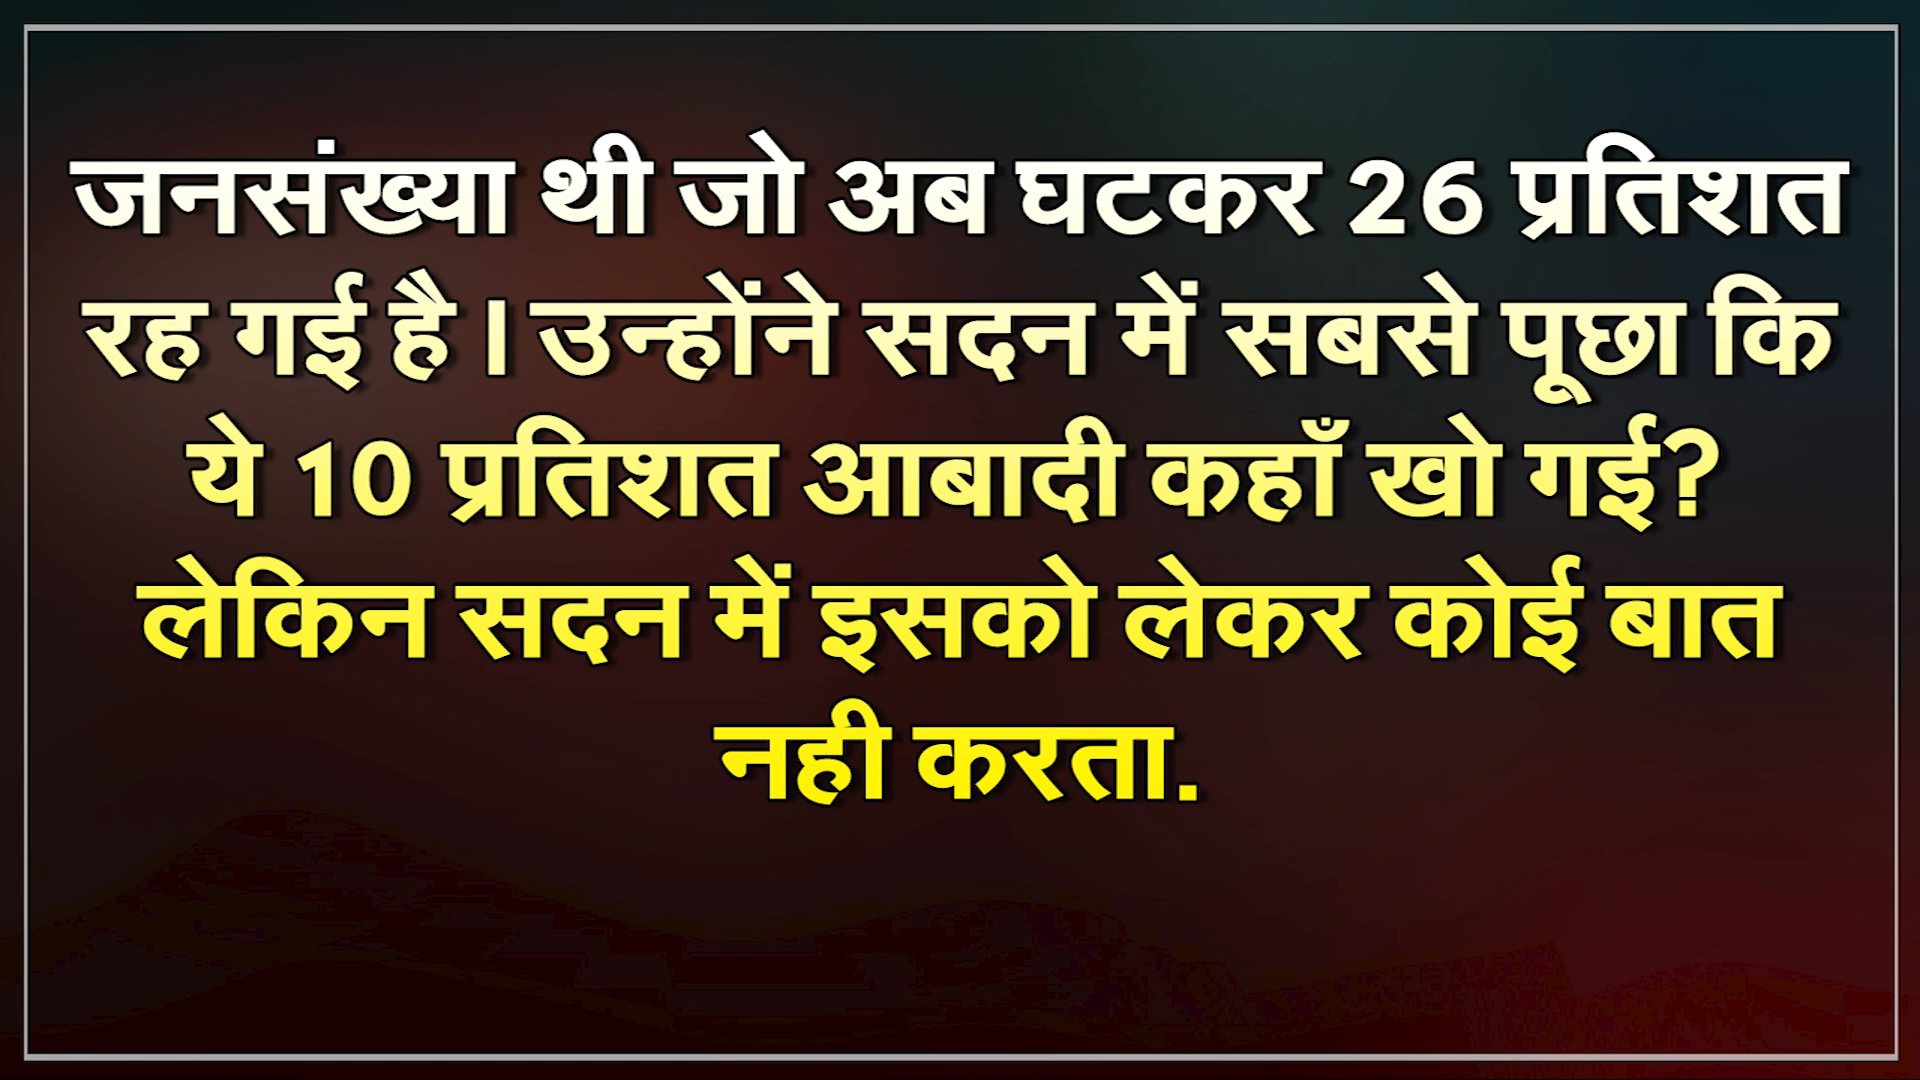 जनसंख्या थी जो अब घटकर 26 प्रतिशत
रह गई है । उन्होंने सदन में सबसे पूछा कि
ये 10 प्रतिशत आबादी कहाँ खो गई?
लेकिन सदन में इसको लेकर कोई बात
नही करता.